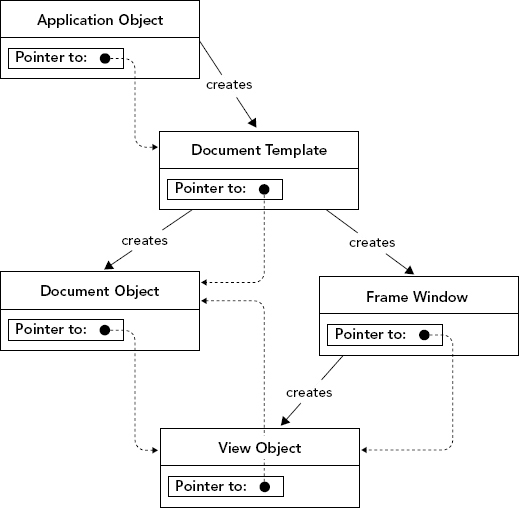 Application Object
Pointer to:
creates
Document Template
Pointer to:
creates
creates
Document Object
Pointer to:
Frame Window
Pointer to:
creates
View Object
Pointer to: